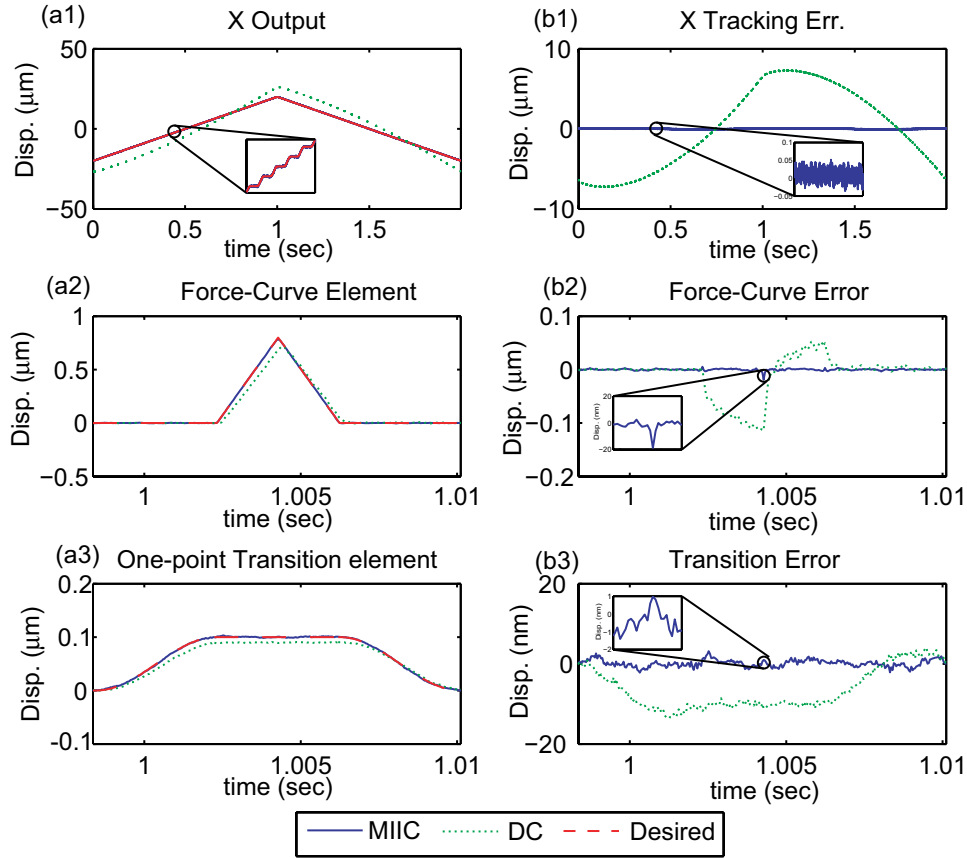 (a1)
X Output
Disp. (μm)
50
0
−50
0
0.5
1
1.5
time (sec)
(b1)
X Tracking Err.
Disp. (μm)
10
0
−10
0
0.5
1
1.5
time (sec)
0.1
0.05
0
−0.05
(a2)
Force-Curve Element
Disp. (μm)
1
0.5
0
−0.5
1
1.005
1.01
time (sec)
(b2)
Force-Curve Error
Disp. (μm)
0.1
0
−0.1
−0.2
1
1.005
1.01
time (sec)
Disp. (nm)
20
0
−20
(a3)
One-point Transition element
Disp. (μm)
0.2
0.1
0
−0.1
1
1.005
1.01
time (sec)
(b3)
Transition Error
Disp. (nm)
20
0
−20
1
1.005
1.01
time (sec)
Disp. (nm)
1
0
−1
−2
MIIC
DC
Desired